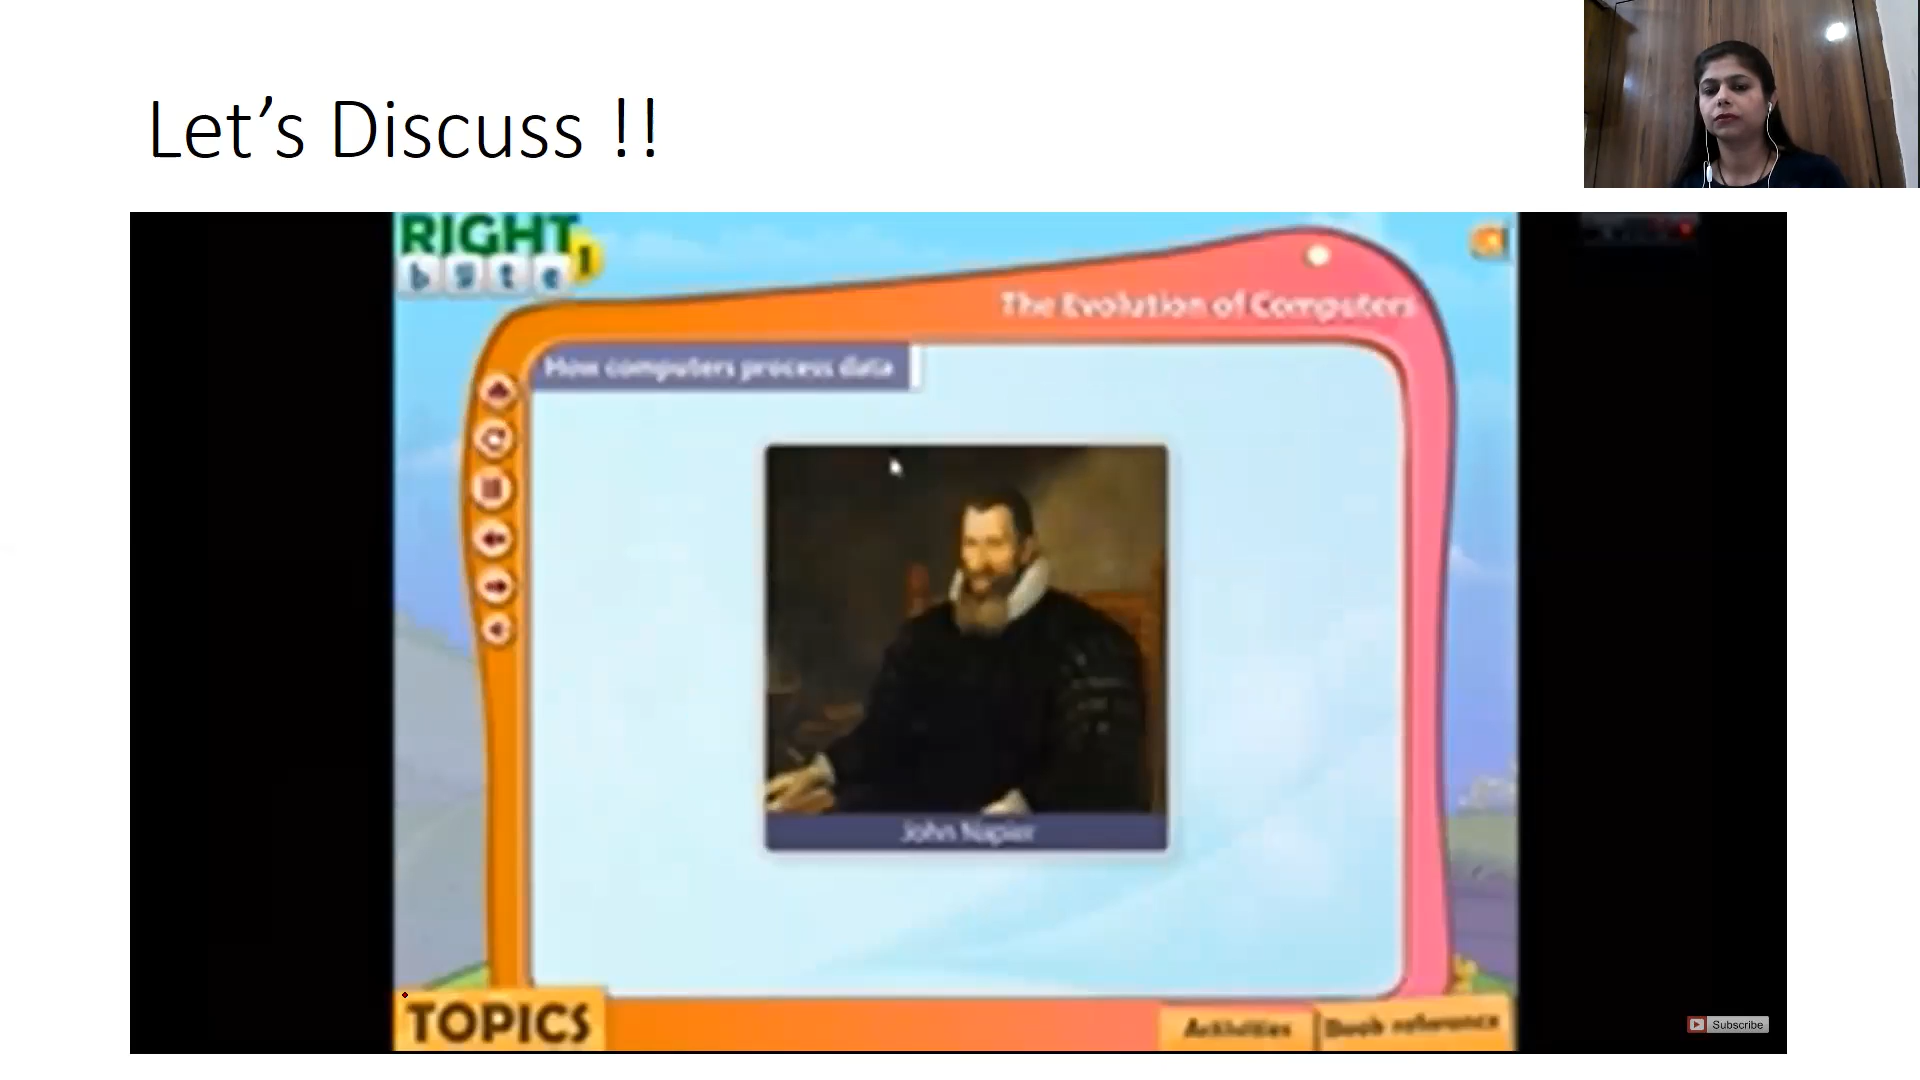 Let's Discuss !!
RIGHT
byte 1
The Evolution of Computers
How computers process data
John Napier
TOPICS
Activities
Book reference
Subscribe